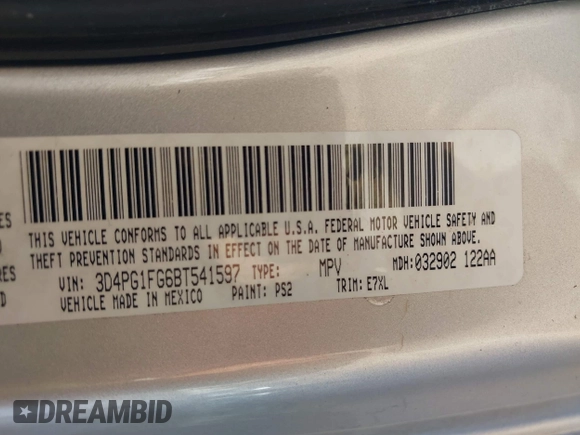 ES
THIS VEHICLE CONFORMS TO ALL APPLICABLE U.S.A. FEDERAL MOTOR VEHICLE SAFETY AND
THEFT PREVENTION STANDARDS IN EFFECT ON THE DATE OF MANUFACTURE SHOWN ABOVE.
RES
VIN: 3D4PG1FG6BT541597 TYPE: MPV MDH:032902 122AA
VEHICLE MADE IN MEXICO PAINT: PS2 TRIM: E7XL
DREAMBID